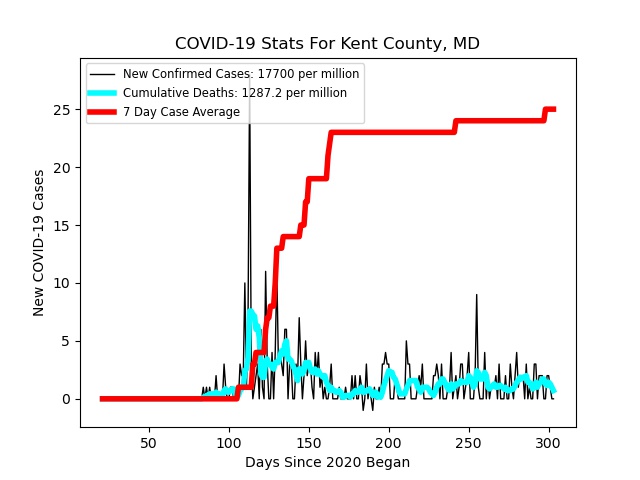 COVID-19 Stats For Kent County, MD
New Confirmed Cases: 17700 per million
Cumulative Deaths: 1287.2 per million
7 Day Case Average
New COVID-19 Cases
25
20
15
10
5
0
50 100 150 200 250 300
Days Since 2020 Began